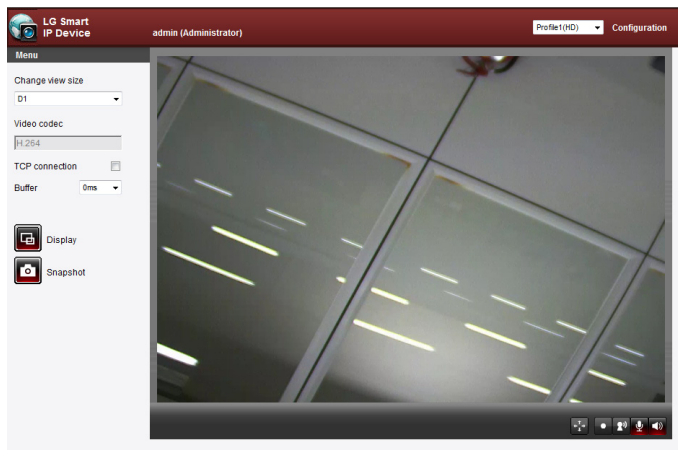 LG Smart
IP Device
admin (Administrator)
Profile1(HD)
Configuration
Menu
Change view size
D1
Video codec
H.264
TCP connection
Buffer
0ms
Display
Snapshot